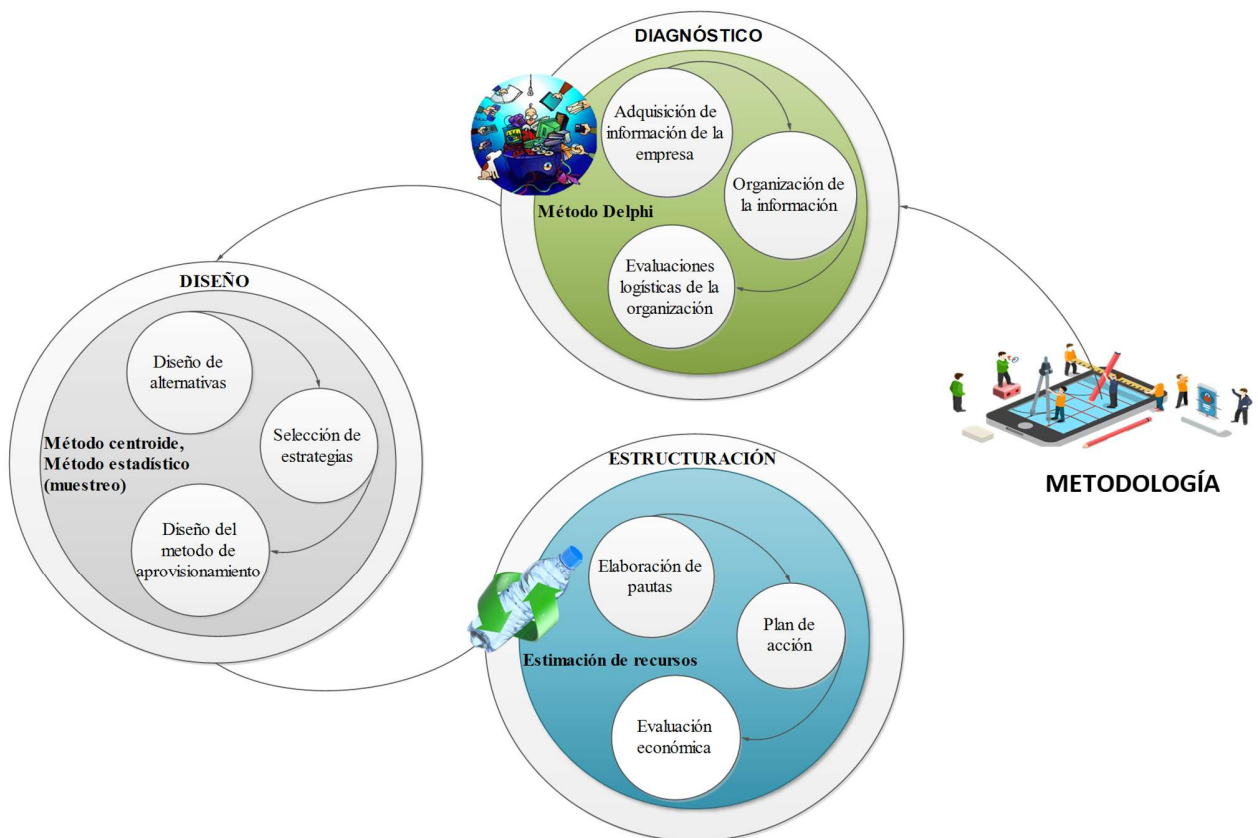 DIAGNÓSTICO
Adquisición de
información de la
empresa
Organización de
la información
Método Delphi
Evaluaciones
logísticas de la
organización
DISEÑO
Diseño de
alternativas
Selección de
estrategias
Método centroide,
Método estadístico
(muestreo)
Diseño del
metodo de
aprovisionamiento
ESTRUCTURACIÓN
Elaboración de
pautas
Plan de
acción
Estimación de recursos
Evaluación
económica
METODOLOGÍA